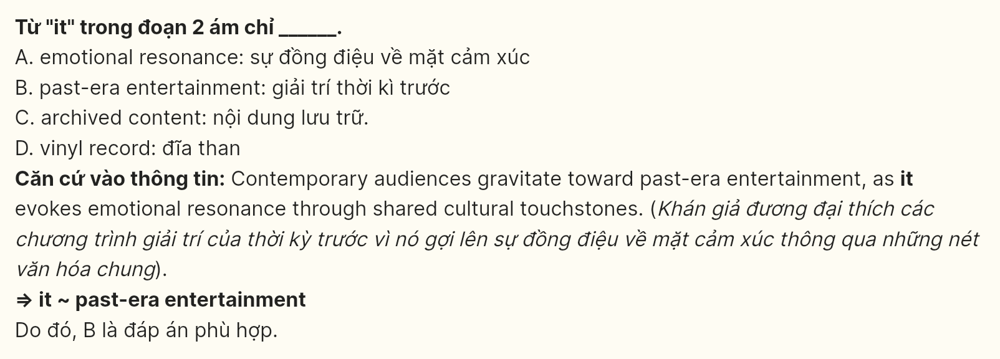 Từ "it" trong đoạn 2 ám chỉ ______.
A. emotional resonance: sự đồng điệu về mặt cảm xúc
B. past-era entertainment: giải trí thời kì trước
C. archived content: nội dung lưu trữ.
D. vinyl record: đĩa than
Căn cứ vào thông tin: Contemporary audiences gravitate toward past-era entertainment, as it
evokes emotional resonance through shared cultural touchstones. (Khán giả đương đại thích các
chương trình giải trí của thời kỳ trước vì nó gợi lên sự đồng điệu về mặt cảm xúc thông qua những nét
văn hóa chung).
⇒ it ~ past-era entertainment
Do đó, B là đáp án phù hợp.